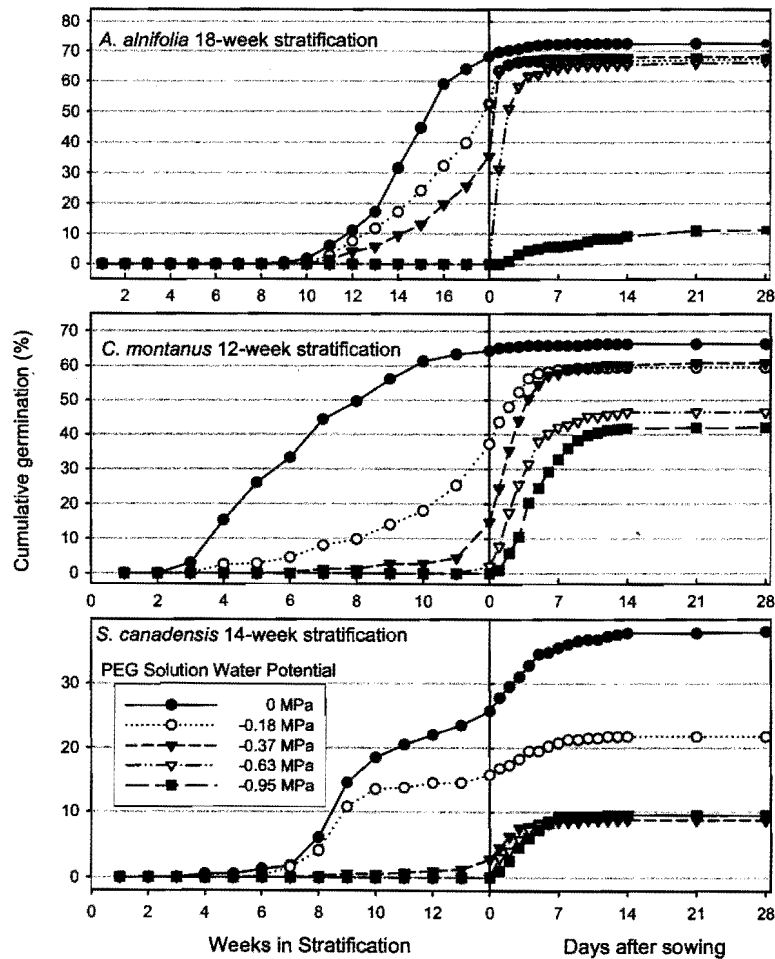 A. alnifolia 18-week stratification
80
70
60
50
40
30
20
10
0
2 4 6 8 10 12 14 16 0 7 14 21 28
C. montanus 12-week stratification
70
60
50
40
30
20
10
0
0 2 4 6 8 10 0 7 14 21 28
Cumulative germination (%)
S. canadensis 14-week stratification
PEG Solution Water Potential
0 MPa
-0.18 MPa
-0.37 MPa
-0.63 MPa
-0.95 MPa
30
20
10
0
0 2 4 6 8 10 12 0 7 14 21 28
Weeks in Stratification Days after sowing